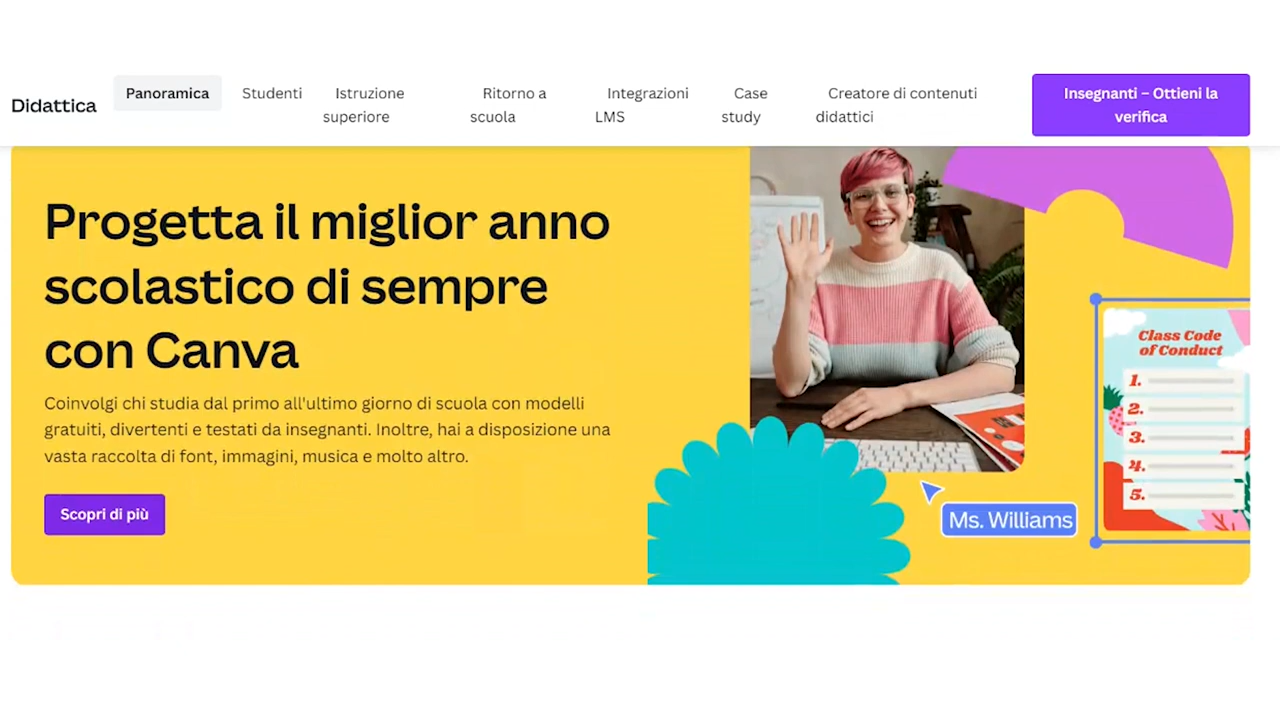 Didattica
Panoramica
Studenti
Istruzione
superiore
Ritorno a
scuola
Integrazioni
LMS
Case
study
Creatore di contenuti
didattici
Insegnanti – Ottieni la
verifica
Progetta il miglior anno
scolastico di sempre
con Canva
Coinvolgi chi studia dal primo all'ultimo giorno di scuola con modelli
gratuiti, divertenti e testati da insegnanti. Inoltre, hai a disposizione una
vasta raccolta di font, immagini, musica e molto altro.
Scopri di più
Ms. Williams
Class Code
of Conduct
1.
2.
3.
4.
5.